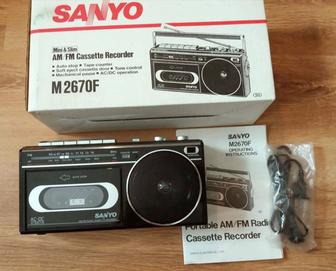 SANYO
Mini & Slim
AM/FM Cassette Recorder
• Auto stop • Tape counter
• Soft eject cassette door • Tone control
• Mechanical pause • AC/DC operation
M2670F
SANYO
SANYO
M2670F
OPERATING
INSTRUCTIONS
Portable AM/FM Radio
Cassette Recorder